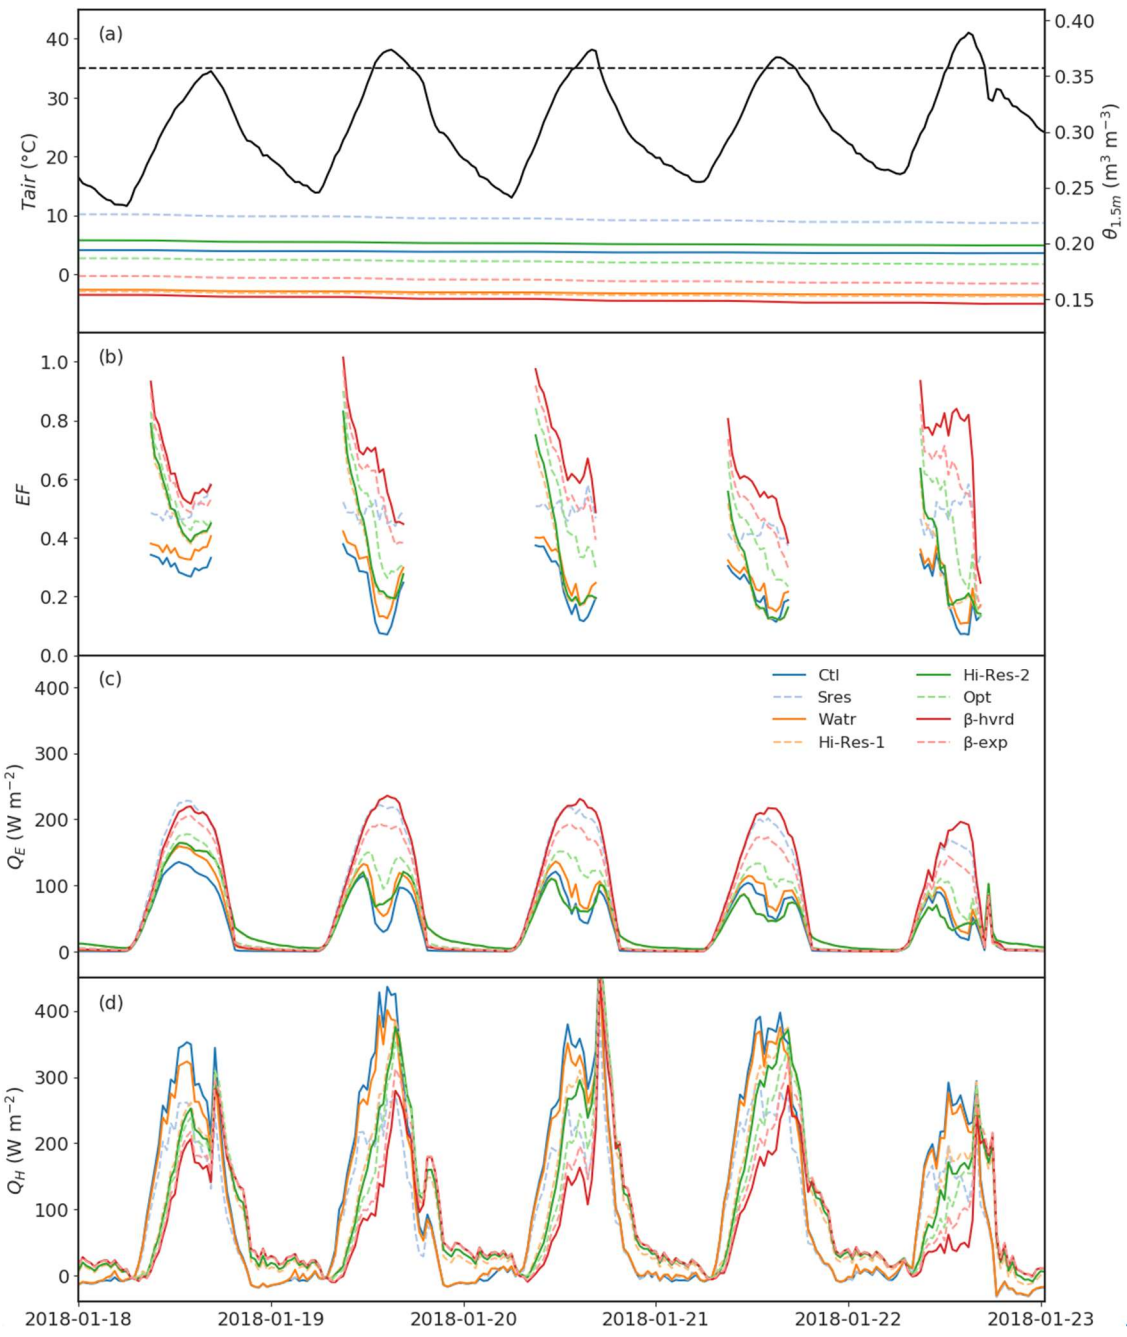 (a)
40
30
20
10
0
Tair (°C)
0.40
0.35
0.30
0.25
0.20
0.15
θ1.5m (m³ m⁻³)
(b)
1.0
0.8
0.6
0.4
0.2
0.0
EF
(c)
400
300
200
100
0
QE (W m⁻²)
Ctl
Sres
Watr
Hi-Res-1
Hi-Res-2
Opt
β-hvrd
β-exp
(d)
400
300
200
100
0
QH (W m⁻²)
2018-01-18 2018-01-19 2018-01-20 2018-01-21 2018-01-22 2018-01-23